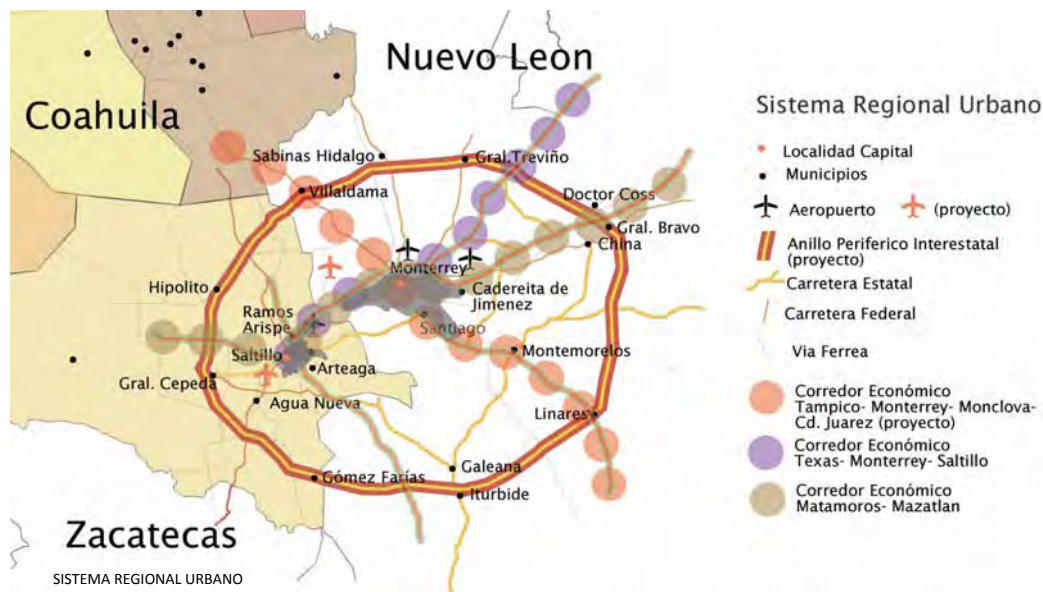 Nuevo Leon
Coahuila
Sabinas Hidalgo
Gral.Treviño
Villaldama
Doctor Coss
Gral. Bravo
China
Monterrey
Hipolito
Cadereita de
Jimenez
Ramos
Arispe
Santiago
Saltillo
Montemorelos
Arteaga
Gral. Cepeda
Agua Nueva
Linares
Galeana
Gómez Farías
Iturbide
Zacatecas
SISTEMA REGIONAL URBANO
Sistema Regional Urbano
Localidad Capital
Municipios
Aeropuerto
(proyecto)
Anillo Periferico Interestatal
(proyecto)
Carretera Estatal
Carretera Federal
Via Ferrea
Corredor Económico
Tampico- Monterrey- Monclova-
Cd. Juarez (proyecto)
Corredor Económico
Texas- Monterrey- Saltillo
Corredor Económico
Matamoros- Mazatlan